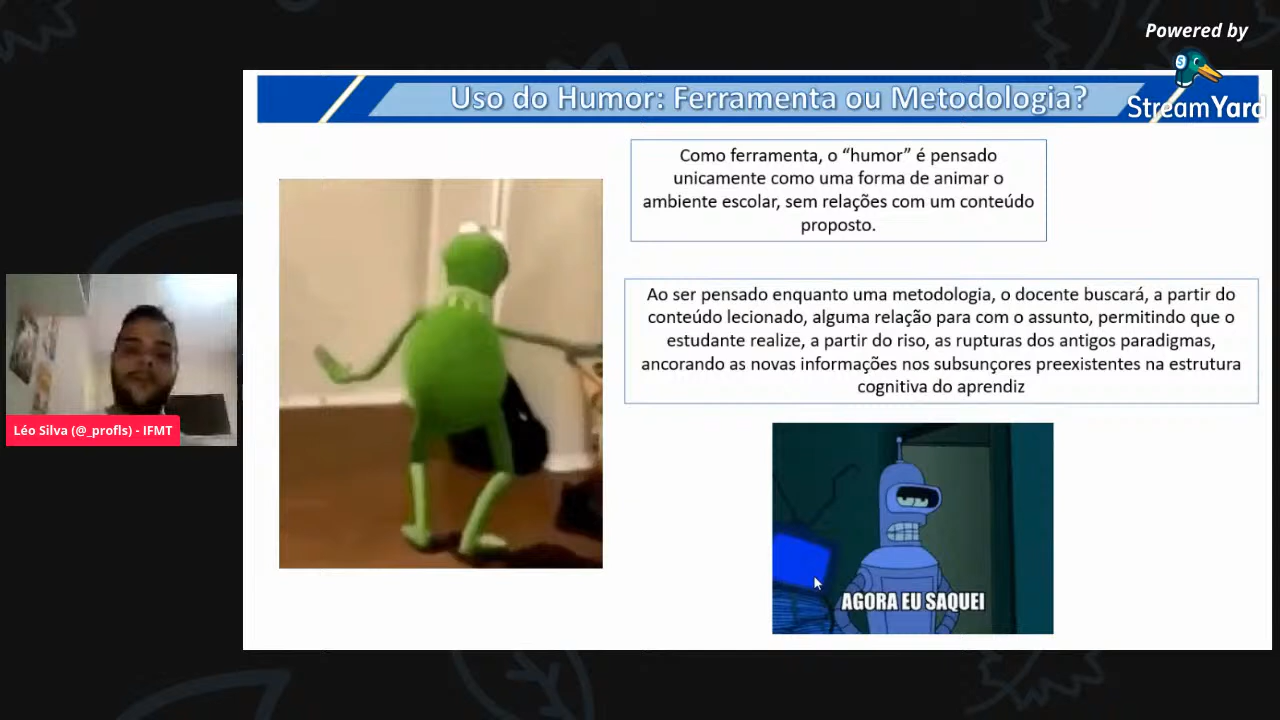 Powered by
StreamYard
Uso do Humor: Ferramenta ou Metodologia?
Como ferramenta, o “humor” é pensado
unicamente como uma forma de animar o
ambiente escolar, sem relações com um conteúdo
proposto.
Ao ser pensado enquanto uma metodologia, o docente buscará, a partir do
conteúdo lecionado, alguma relação para com o assunto, permitindo que o
estudante realize, a partir do riso, as rupturas dos antigos paradigmas,
ancorando as novas informações nos subsunçores preexistentes na estrutura
cognitiva do aprendiz
Léo Silva (@_profls) - IFMT
AGORA EU SAQUEI